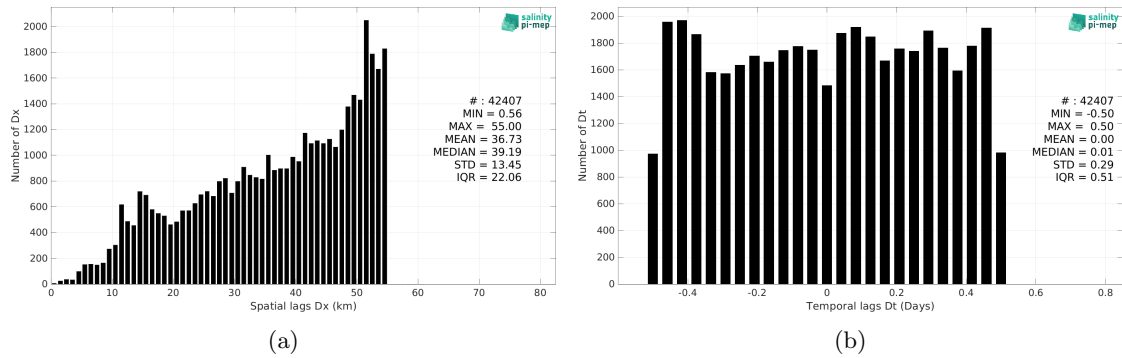 2000
1800
1600
1400
1200
1000
800
600
400
200
0
Number of Dx
salinity
pi-mep
# : 42407
MIN = 0.56
MAX = 55.00
MEAN = 36.73
MEDIAN = 39.19
STD = 13.45
IQR = 22.06
0 10 20 30 40 50 60 70 80
Spatial lags Dx (km)
(a)
2000
1800
1600
1400
1200
1000
800
600
400
200
0
Number of Dt
salinity
pi-mep
# : 42407
MIN = -0.50
MAX = 0.50
MEAN = 0.00
MEDIAN = 0.01
STD = 0.29
IQR = 0.51
-0.4 -0.2 0 0.2 0.4 0.6 0.8
Temporal lags Dt (Days)
(b)